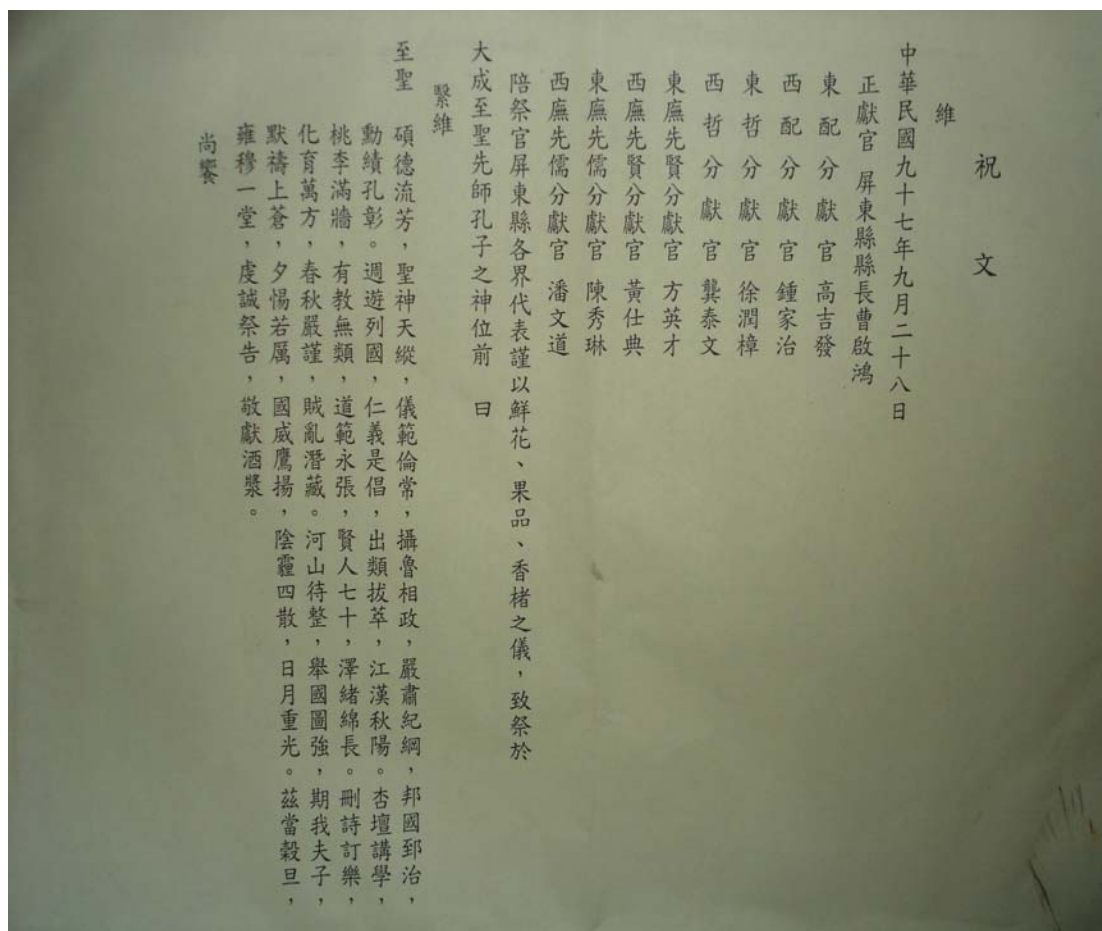 祝文
維
中華民國九十七年九月二十八日
正獻官 屏東縣縣長曹啟鴻
東配分獻官 高吉發
西配分獻官 鍾家治
東哲分獻官 徐潤樟
西哲分獻官 龔泰文
東廡先賢分獻官 方英才
西廡先賢分獻官 黃仕典
東廡先儒分獻官 陳秀琳
西廡先儒分獻官 潘文道
陪祭官屏東縣各界代表謹以鮮花、果品、香楮之儀,致祭於
大成至聖先師孔子之神位前 曰
繄維
至聖 碩德流芳,聖神天縱,儀範倫常,攝魯相政,嚴肅紀綱,邦國郅治,
勳績孔彰。週遊列國,仁義是倡,出類拔萃,江漢秋陽。杏壇講學,
桃李滿牆,有教無類,道範永張,賢人七十,澤緒綿長。刪詩訂樂,
化育萬方,春秋嚴謹,賊亂潛藏。河山待整,舉國圖強,期我夫子,
默禱上蒼,夕惕若厲,國威鷹揚,陰霾四散,日月重光。茲當穀旦,
雍穆一堂,虔誠祭告,敬獻酒漿。
尚饗